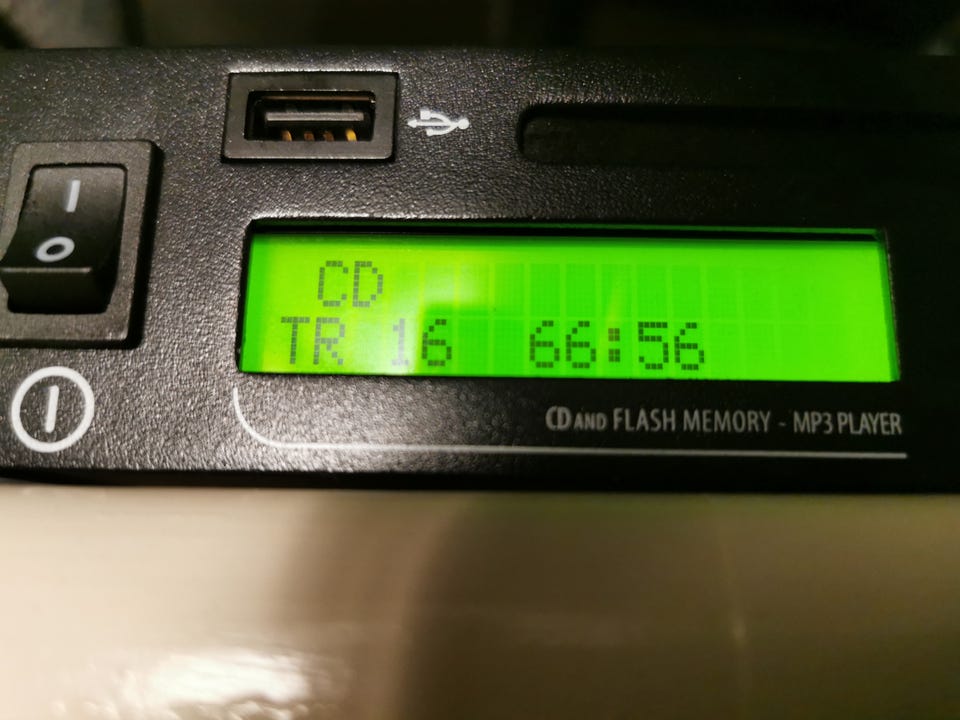 CD
TR 16 66:56
CD AND FLASH MEMORY - MP3 PLAYER